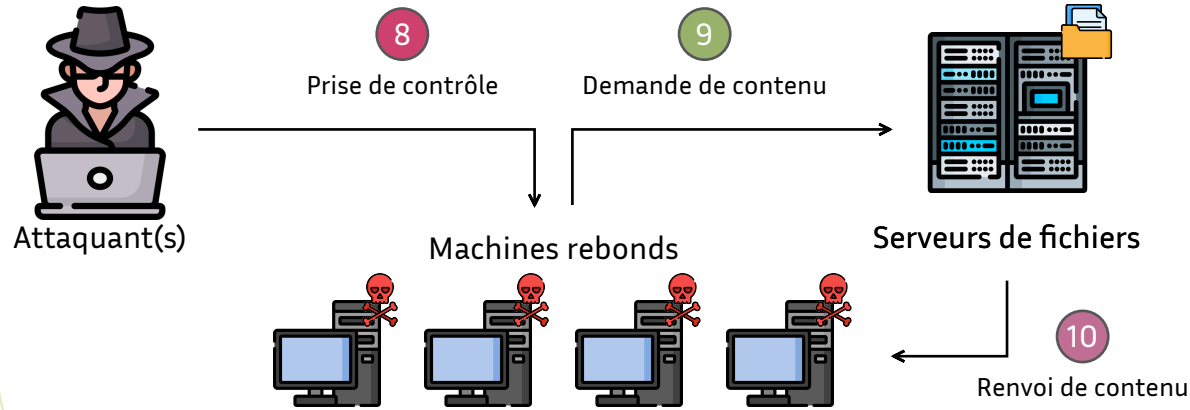 8
Prise de contrôle
9
Demande de contenu
Attaquant(s)
Machines rebonds
Serveurs de fichiers
10
Renvoi de contenu